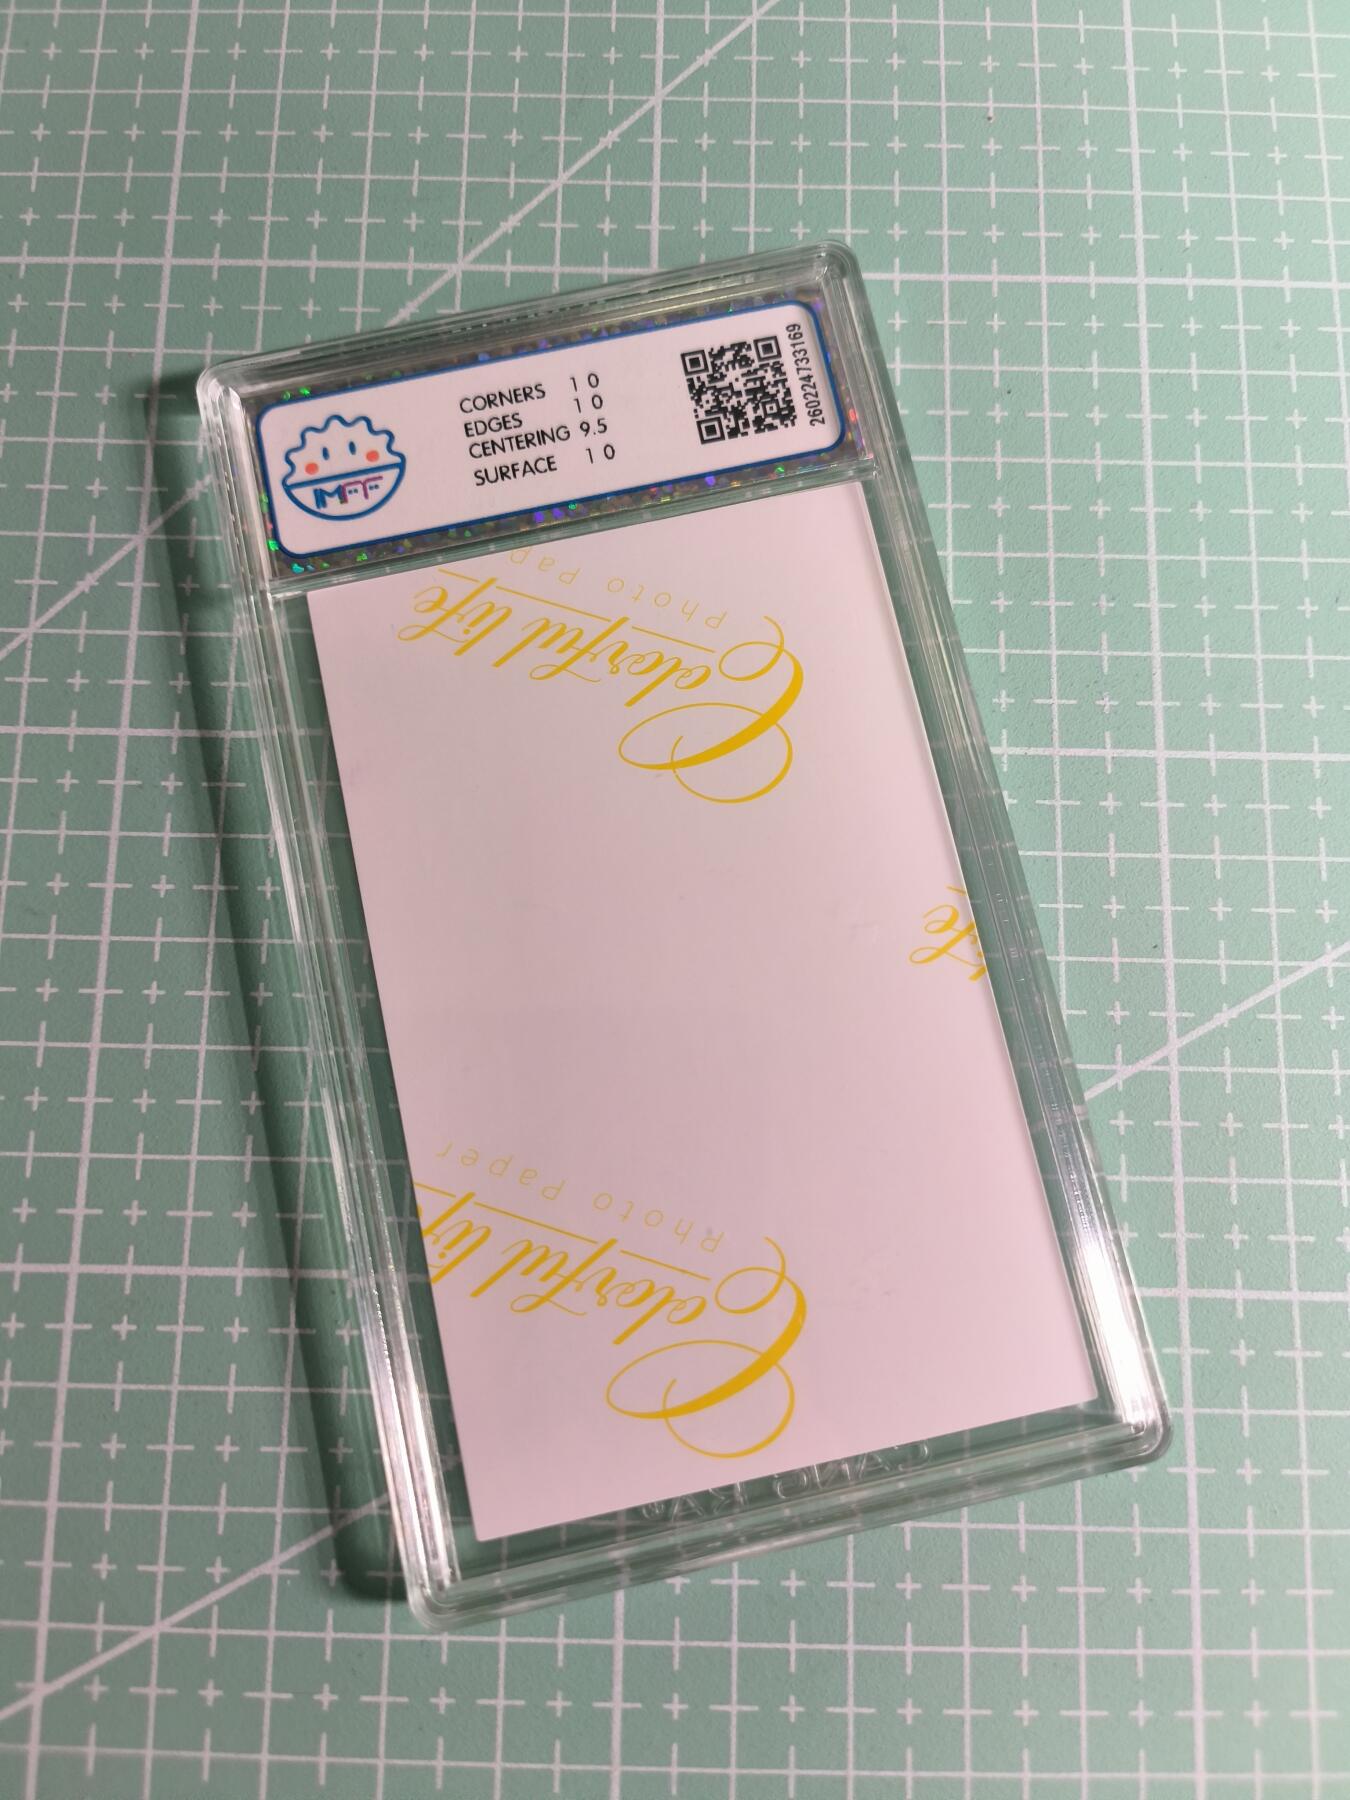 CORNERS 10
EDGES 10
CENTERING 9.5
SURFACE 10
260224733169
IMFF
Photo Pap
Colorful life
life
Photo Paper
Colorful lif